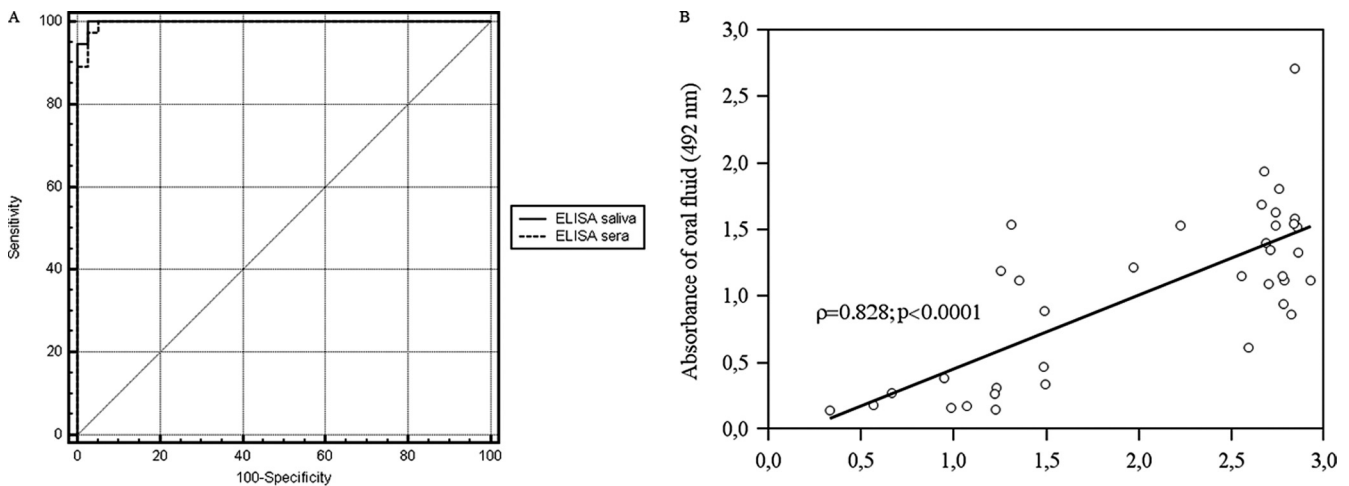 A
100
80
60
40
20
0
Sensitivity
0 20 40 60 80 100
100-Specificity
ELISA saliva
ELISA sera
B
3,0
2,5
2,0
1,5
1,0
0,5
0,0
Absorbance of oral fluid (492 nm)
ρ=0.828; p<0.0001
0,0 0,5 1,0 1,5 2,0 2,5 3,0